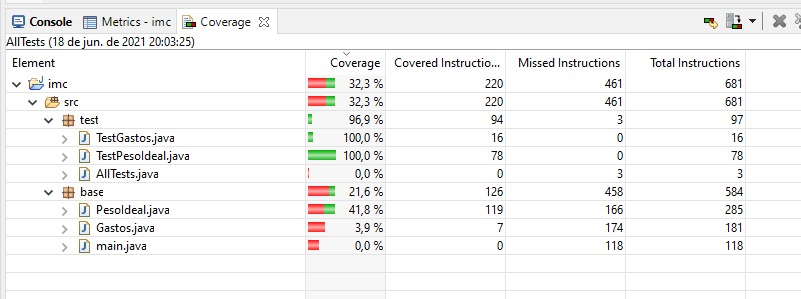 Console Metrics - imc Coverage
AllTests (18 de jun. de 2021 20:03:25)
Element Coverage Covered Instructio... Missed Instructions Total Instructions
imc 32,3 % 220 461 681
src 32,3 % 220 461 681
test 96,9 % 94 3 97
TestGastos.java 100,0 % 16 0 16
TestPesoIdeal.java 100,0 % 78 0 78
AllTests.java 0,0 % 0 3 3
base 21,6 % 126 458 584
PesoIdeal.java 41,8 % 119 166 285
Gastos.java 3,9 % 7 174 181
main.java 0,0 % 0 118 118